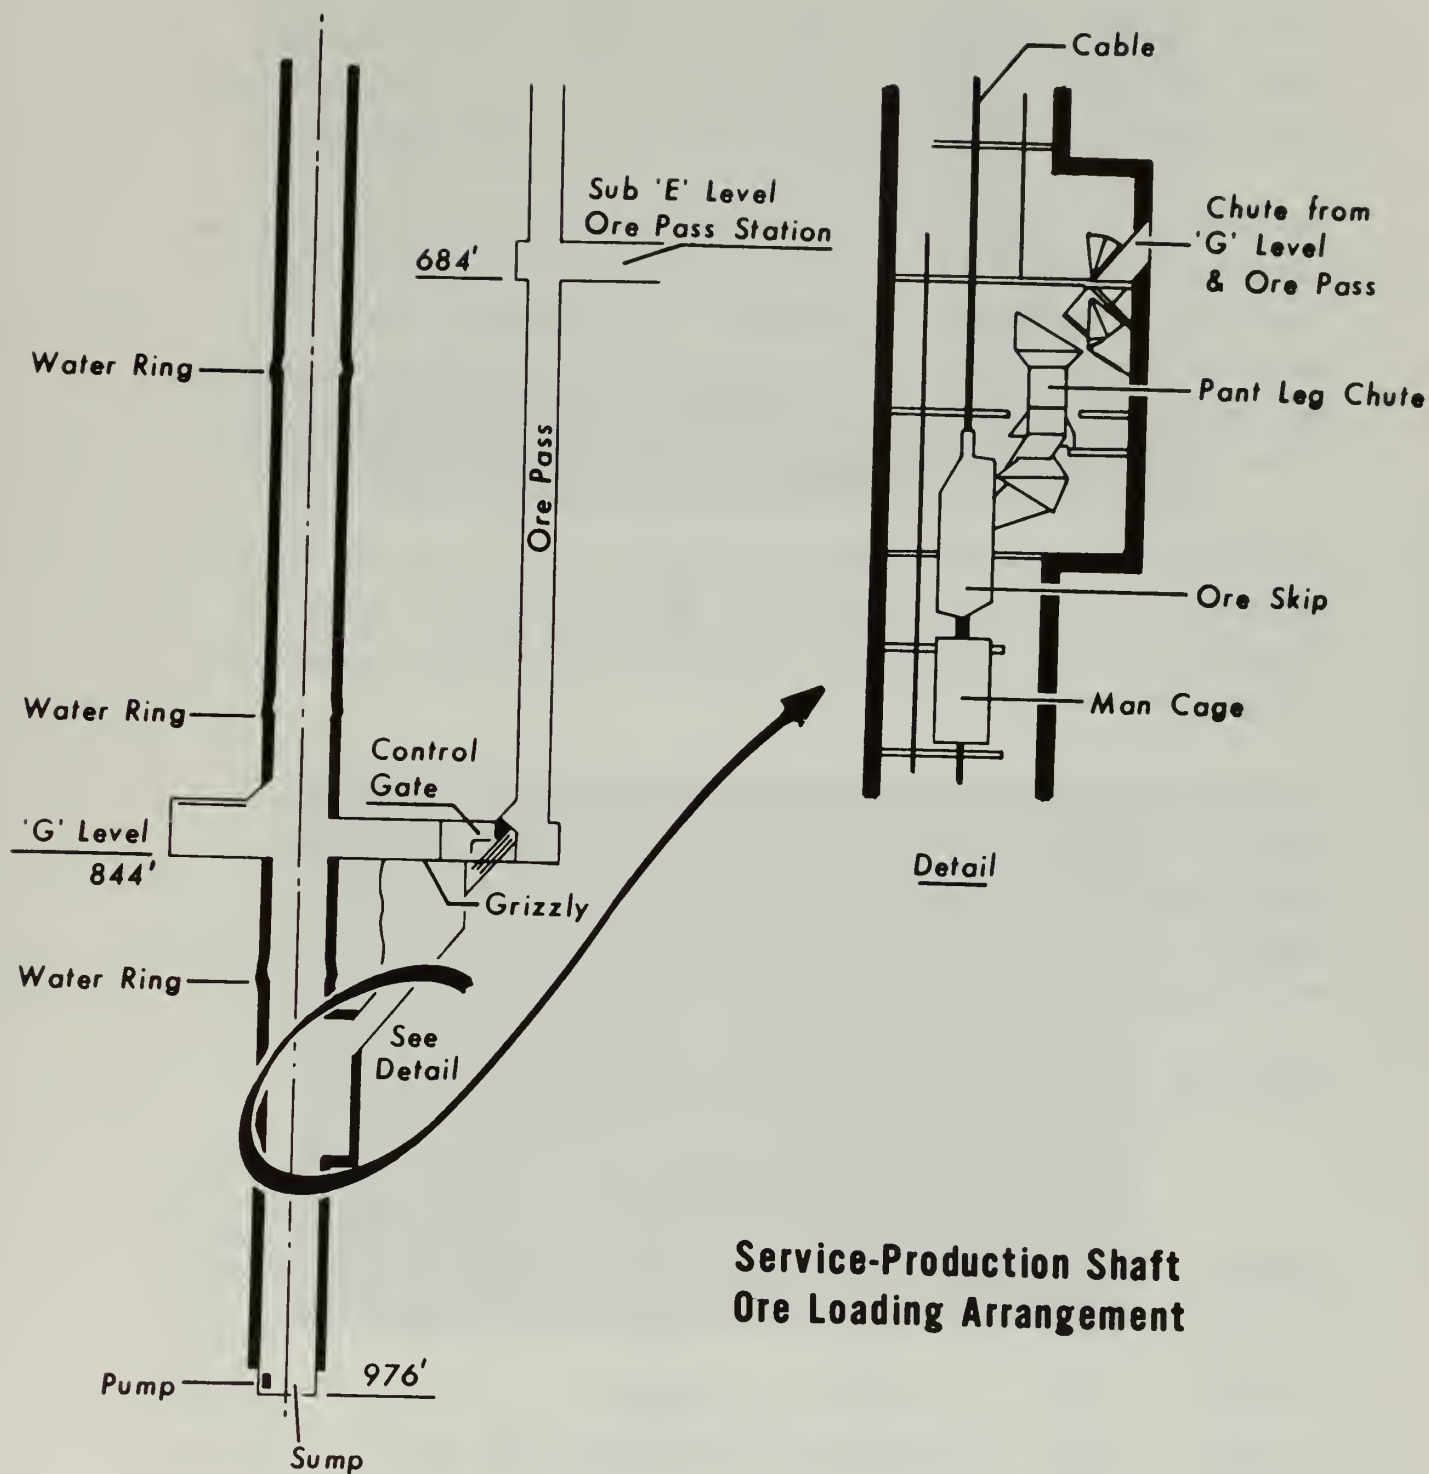 Cable
Sub 'E' Level
Ore Pass Station
684'
Chute from
'G' Level
& Ore Pass
Water Ring
Pant Leg Chute
Ore Pass
Ore Skip
Water Ring
Man Cage
Control
Gate
'G' Level
844'
Detail
Grizzly
Water Ring
See
Detail
Service-Production Shaft
Ore Loading Arrangement
Pump
976'
Sump